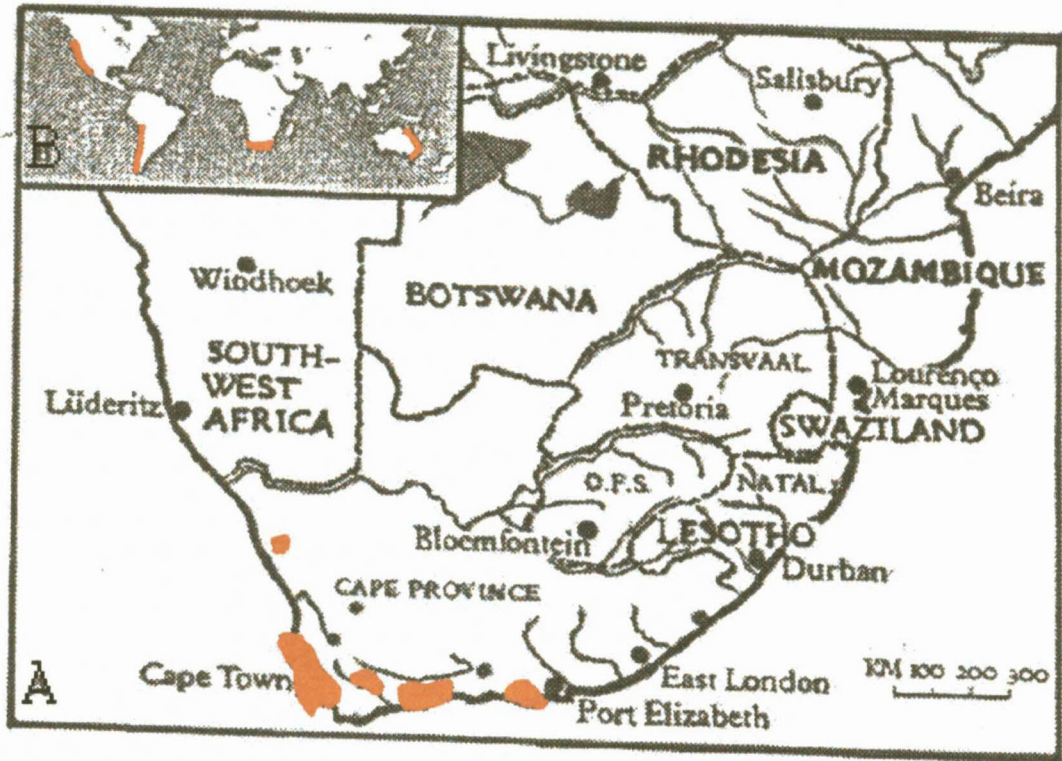 B
Livingstone
Salisbury
RHODESIA
Beira
MOZAMBIQUE
Windhoek
BOTSWANA
SOUTH-
WEST
AFRICA
TRANSVAAL
Lüderitz
Pretoria
Lourenço
Marques
SWAZILAND
O.F.S.
NATAL
LESOTHO
Bloemfontein
Durban
CAPE PROVINCE
A
Cape Town
East London
Port Elizabeth
KM 100 200 300